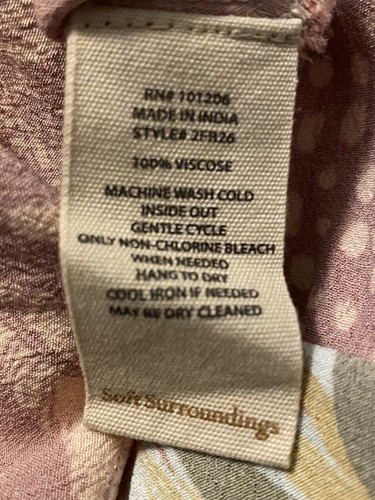 RN# 101206
MADE IN INDIA
STYLE# 2FR26
100% VISCOSE
MACHINE WASH COLD
INSIDE OUT
GENTLE CYCLE
ONLY NON-CHLORINE BLEACH
WHEN NEEDED
HANG TO DRY
COOL IRON IF NEEDED
MAY BE DRY CLEANED
Soft Surroundings